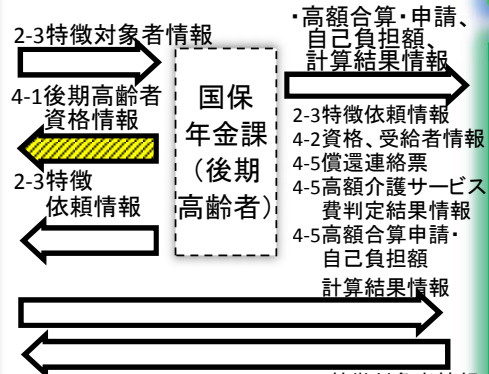 2-3特徴対象者情報
4-1後期高齢者
資格情報
2-3特徴
依頼情報
国保
年金課
(後期
高齢者)
・高額合算・申請、
自己負担額、
計算結果情報
2-3特徴依頼情報
4-2資格、受給者情報
4-5償還連絡票
4-5高額介護サービス
費判定結果情報
4-5高額合算申請・
自己負担額
計算結果情報